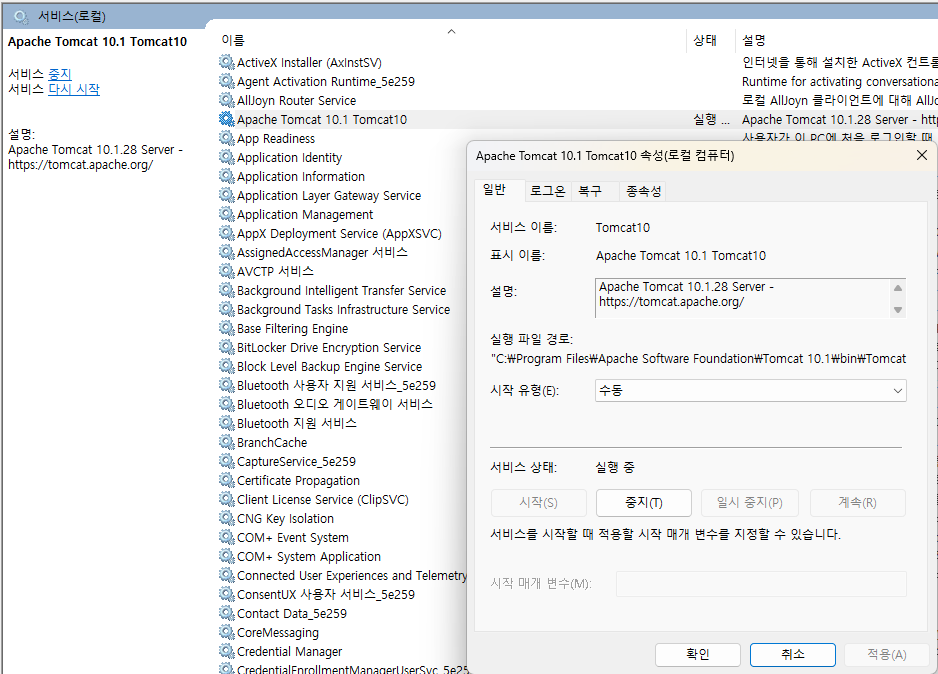 서비스(로컬)
Apache Tomcat 10.1 Tomcat10
서비스 중지
서비스 다시 시작
설명:
Apache Tomcat 10.1.28 Server -
https://tomcat.apache.org/
이름 상태 설명
ActiveX Installer (AxInstSV) 인터넷을 통해 설치한 ActiveX 컨트롤
Agent Activation Runtime_5e259 Runtime for activating conversationa
AllJoyn Router Service 로컬 AllJoyn 클라이언트에 대해 AllJo
Apache Tomcat 10.1 Tomcat10 실행 ... Apache Tomcat 10.1.28 Server - http
App Readiness 사용자가 이 PC에 처음 로그인할 때
Application Identity
Application Information
Application Layer Gateway Service
Application Management
AppX Deployment Service (AppXSVC)
AssignedAccessManager 서비스
AVCTP 서비스
Background Intelligent Transfer Service
Background Tasks Infrastructure Service
Base Filtering Engine
BitLocker Drive Encryption Service
Block Level Backup Engine Service
Bluetooth 사용자 지원 서비스_5e259
Bluetooth 오디오 게이트웨이 서비스
Bluetooth 지원 서비스
BranchCache
CaptureService_5e259
Certificate Propagation
Client License Service (ClipSVC)
CNG Key Isolation
COM+ Event System
COM+ System Application
Connected User Experiences and Telemetry
ConsentUX 사용자 서비스_5e259
Contact Data_5e259
CoreMessaging
Credential Manager
CredentialEnrollmentManagerUserSvc_5e25
Apache Tomcat 10.1 Tomcat10 속성(로컬 컴퓨터)
일반 로그온 복구 종속성
서비스 이름: Tomcat10
표시 이름: Apache Tomcat 10.1 Tomcat10
설명: Apache Tomcat 10.1.28 Server -
https://tomcat.apache.org/
실행 파일 경로:
"C:₩Program Files₩Apache Software Foundation₩Tomcat 10.1₩bin₩Tomcat
시작 유형(E): 수동
서비스 상태: 실행 중
시작(S) 중지(T) 일시 중지(P) 계속(R)
서비스를 시작할 때 적용할 시작 매개 변수를 지정할 수 있습니다.
시작 매개 변수(M):
확인 취소 적용(A)